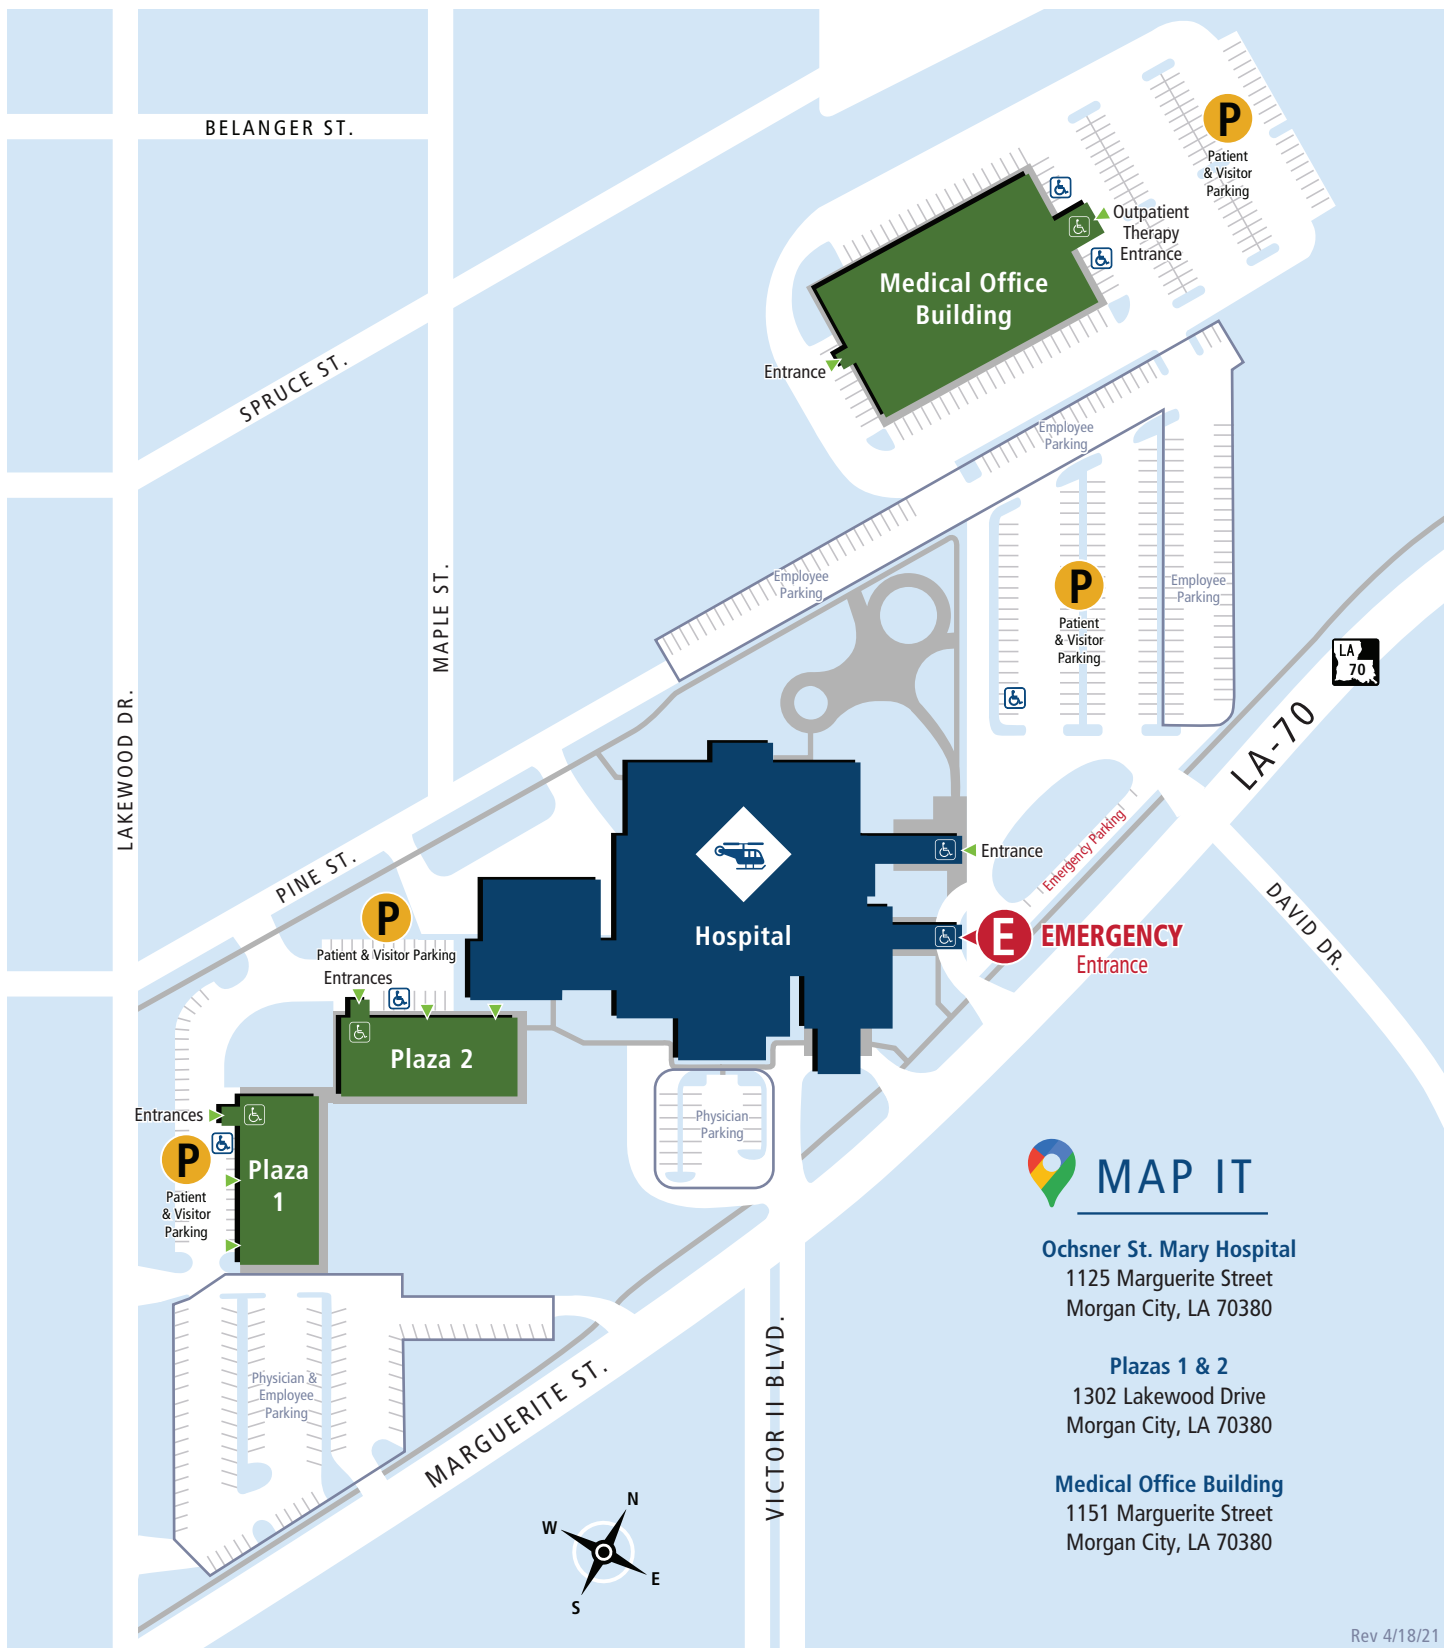 BELANGER ST.
P
Patient
& Visitor
Parking
Outpatient
Therapy
Entrance
Medical Office
Building
Entrance
SPRUCE ST.
Employee
Parking
MAPLE ST.
Employee
Parking
P
Patient
& Visitor
Parking
Employee
Parking
LA
70
LA-70
LAKEWOOD DR.
PINE ST.
Emergency Parking
Entrance
DAVID DR.
Hospital
E
EMERGENCY
Entrance
P
Patient & Visitor Parking
Entrances
Plaza 2
Entrances
P
Patient
& Visitor
Parking
Plaza
1
Physician
Parking
Physician &
Employee
Parking
MARGUERITE ST.
VICTOR II BLVD.
N
W
E
S
MAP IT
Ochsner St. Mary Hospital
1125 Marguerite Street
Morgan City, LA 70380
Plazas 1 & 2
1302 Lakewood Drive
Morgan City, LA 70380
Medical Office Building
1151 Marguerite Street
Morgan City, LA 70380
Rev 4/18/21